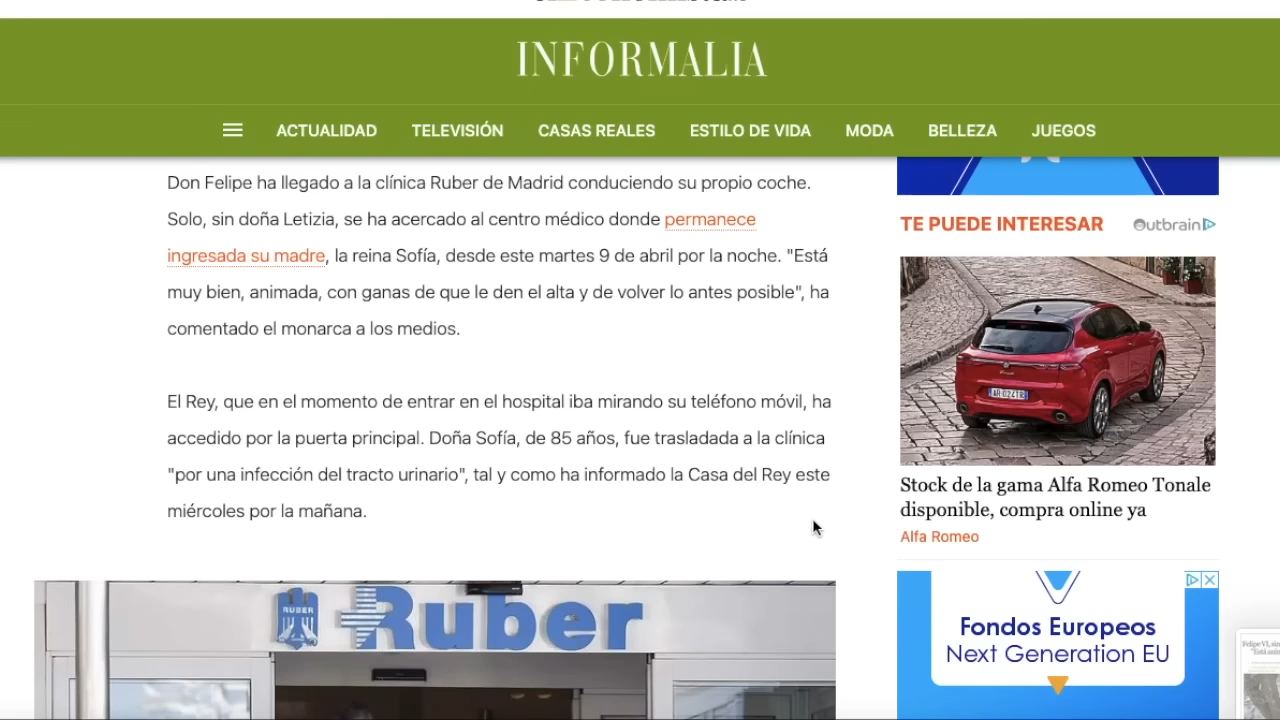 INFORMALIA
ACTUALIDAD TELEVISIÓN CASAS REALES ESTILO DE VIDA MODA BELLEZA JUEGOS
Don Felipe ha llegado a la clínica Ruber de Madrid conduciendo su propio coche.
Solo, sin doña Letizia, se ha acercado al centro médico donde permanece
ingresada su madre, la reina Sofía, desde este martes 9 de abril por la noche. "Está
muy bien, animada, con ganas de que le den el alta y de volver lo antes posible", ha
comentado el monarca a los medios.
El Rey, que en el momento de entrar en el hospital iba mirando su teléfono móvil, ha
accedido por la puerta principal. Doña Sofía, de 85 años, fue trasladada a la clínica
"por una infección del tracto urinario", tal y como ha informado la Casa del Rey este
miércoles por la mañana.
RUBER
Ruber
TE PUEDE INTERESAR
Outbrain
AR 024TR
Stock de la gama Alfa Romeo Tonale
disponible, compra online ya
Alfa Romeo
Fondos Europeos
Next Generation EU
Felipe VI, sin